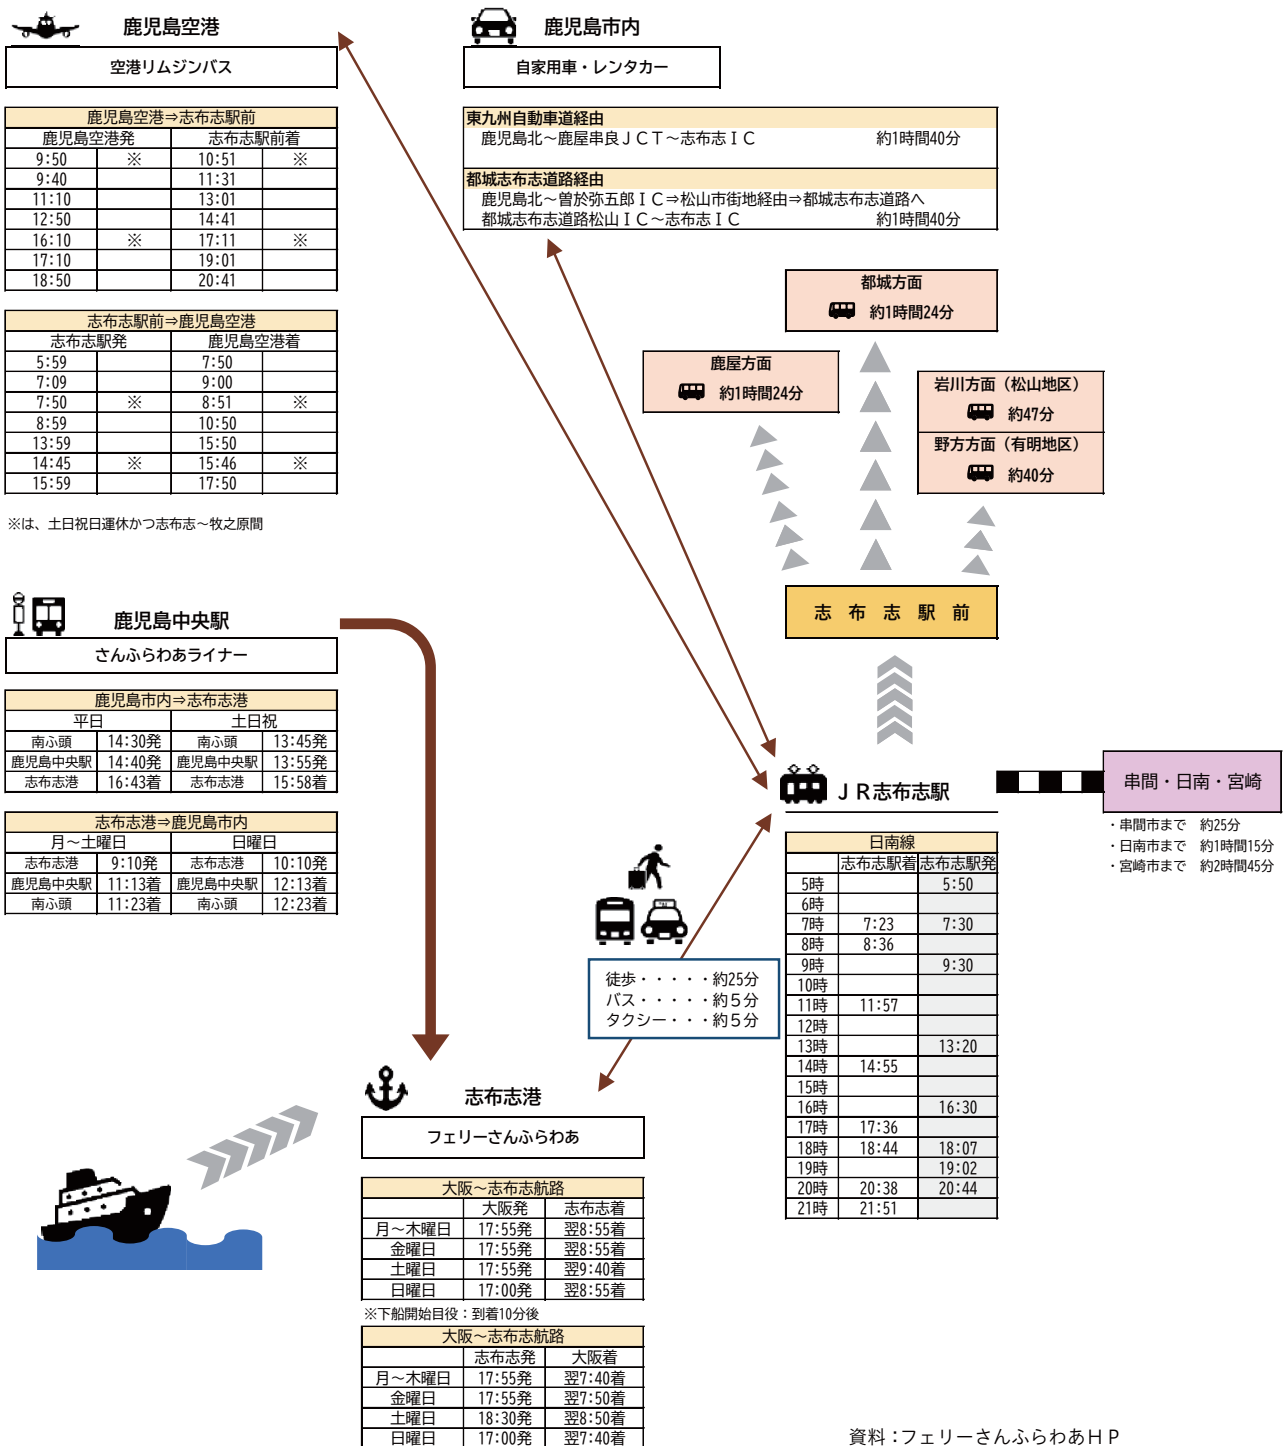 鹿児島空港
空港リムジンバス
鹿児島空港⇒志布志駅前
鹿児島空港発 志布志駅前着
9:50 ※ 10:51 ※
9:40 11:31
11:10 13:01
12:50 14:41
16:10 ※ 17:11 ※
17:10 19:01
18:50 20:41
志布志駅前⇒鹿児島空港
志布志駅発 鹿児島空港着
5:59 7:50
7:09 9:00
7:50 ※ 8:51 ※
8:59 10:50
13:59 15:50
14:45 ※ 15:46 ※
15:59 17:50
※は、土日祝日運休かつ志布志～牧之原間
鹿児島市内
自家用車・レンタカー
東九州自動車道経由
鹿児島北～鹿屋串良ＪＣＴ～志布志ＩＣ 約1時間40分
都城志布志道路経由
鹿児島北～曽於弥五郎ＩＣ⇒松山市街地経由⇒都城志布志道路へ
都城志布志道路松山ＩＣ～志布志ＩＣ 約1時間40分
都城方面
約1時間24分
鹿屋方面
約1時間24分
岩川方面（松山地区）
約47分
野方方面（有明地区）
約40分
志布志駅前
鹿児島中央駅
さんふらわあライナー
鹿児島市内⇒志布志港
平日 土日祝
南ふ頭 14:30発 南ふ頭 13:45発
鹿児島中央駅 14:40発 鹿児島中央駅 13:55発
志布志港 16:43着 志布志港 15:58着
志布志港⇒鹿児島市内
月～土曜日 日曜日
志布志港 9:10発 志布志港 10:10発
鹿児島中央駅 11:13着 鹿児島中央駅 12:13着
南ふ頭 11:23着 南ふ頭 12:23着
ＪＲ志布志駅
串間・日南・宮崎
・串間市まで 約25分
・日南市まで 約1時間15分
・宮崎市まで 約2時間45分
日南線
志布志駅着 志布志駅発
5時 5:50
6時
7時 7:23 7:30
8時 8:36
9時 9:30
10時
11時 11:57
12時
13時 13:20
14時 14:55
15時
16時 16:30
17時 17:36
18時 18:44 18:07
19時 19:02
20時 20:38 20:44
21時 21:51
徒歩・・・・・約25分
バス・・・・・約５分
タクシー・・・約５分
志布志港
フェリーさんふらわあ
大阪～志布志航路
大阪発 志布志着
月～木曜日 17:55発 翌8:55着
金曜日 17:55発 翌8:55着
土曜日 17:55発 翌9:40着
日曜日 17:00発 翌8:55着
※下船開始目役：到着10分後
大阪～志布志航路
志布志発 大阪着
月～木曜日 17:55発 翌7:40着
金曜日 17:55発 翌7:50着
土曜日 18:30発 翌8:50着
日曜日 17:00発 翌7:40着
資料：フェリーさんふらわあＨＰ